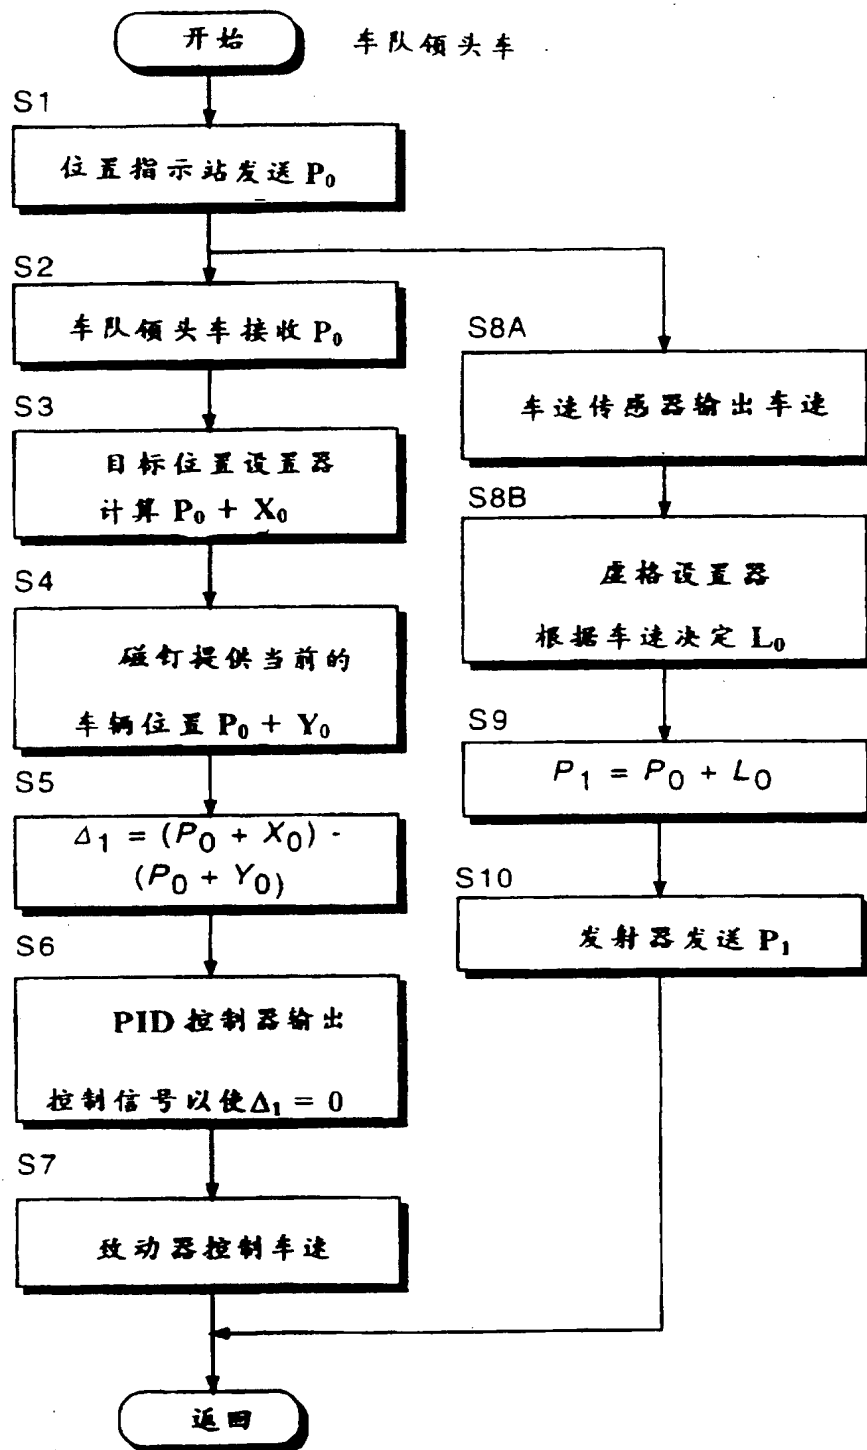 开始
车队领头车
S1
位置指示站发送 P₀
S2
车队领头车接收 P₀
S3
目标位置设置器
计算 P₀ + X₀
S4
磁钉提供当前的
车辆位置 P₀ + Y₀
S5
Δ₁ = (P₀ + X₀) -
(P₀ + Y₀)
S6
PID 控制器输出
控制信号以使Δ₁ = 0
S7
致动器控制车速
S8A
车速传感器输出车速
S8B
虚格设置器
根据车速决定 L₀
S9
P₁ = P₀ + L₀
S10
发射器发送 P₁
返回